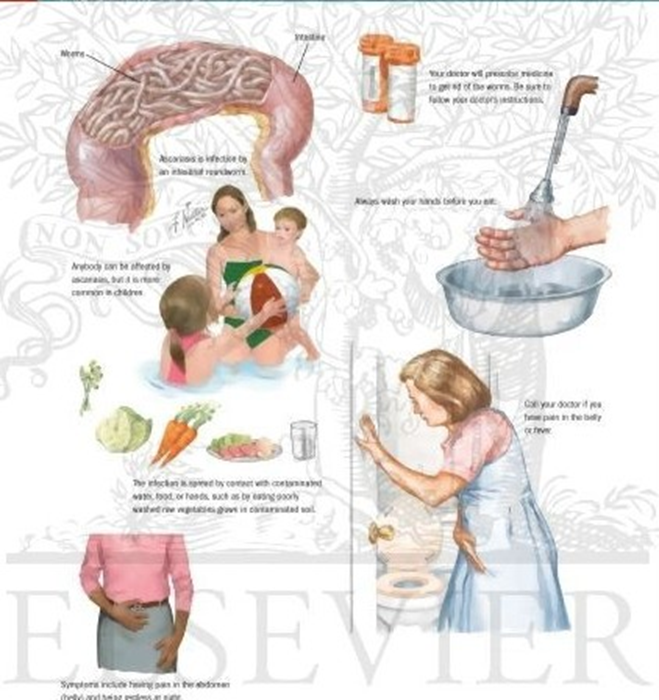 Worms
Intestine
Ascariasis is infection by
an intestinal roundworm.
Your doctor will prescribe medicine
to get rid of the worms. Be sure to
follow your doctor's instructions.
Always wash your hands before you eat.
NON SO
Anybody can be affected by
ascariasis, but it is more
common in children.
Call your doctor if you
have pain in the belly
or fever.
The infection is spread by contact with contaminated
water, food, or hands, such as by eating poorly
washed raw vegetables grown in contaminated soil.
ELSEVIER
Symptoms include having pain in the abdomen
(belly) and being restless at night.